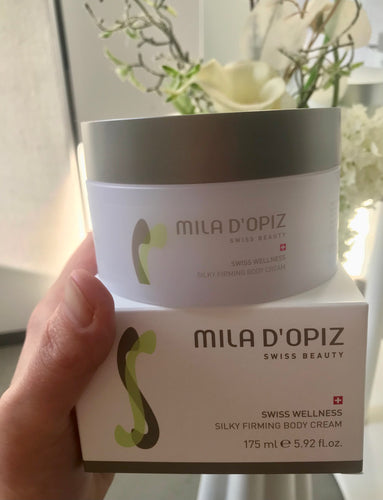 MILA D'OPIZ
SWISS BEAUTY
SWISS WELLNESS
SILKY FIRMING BODY CREAM
MILA D'OPIZ
SWISS BEAUTY
SWISS WELLNESS
SILKY FIRMING BODY CREAM
175 ml ℮ 5.92 fl.oz.